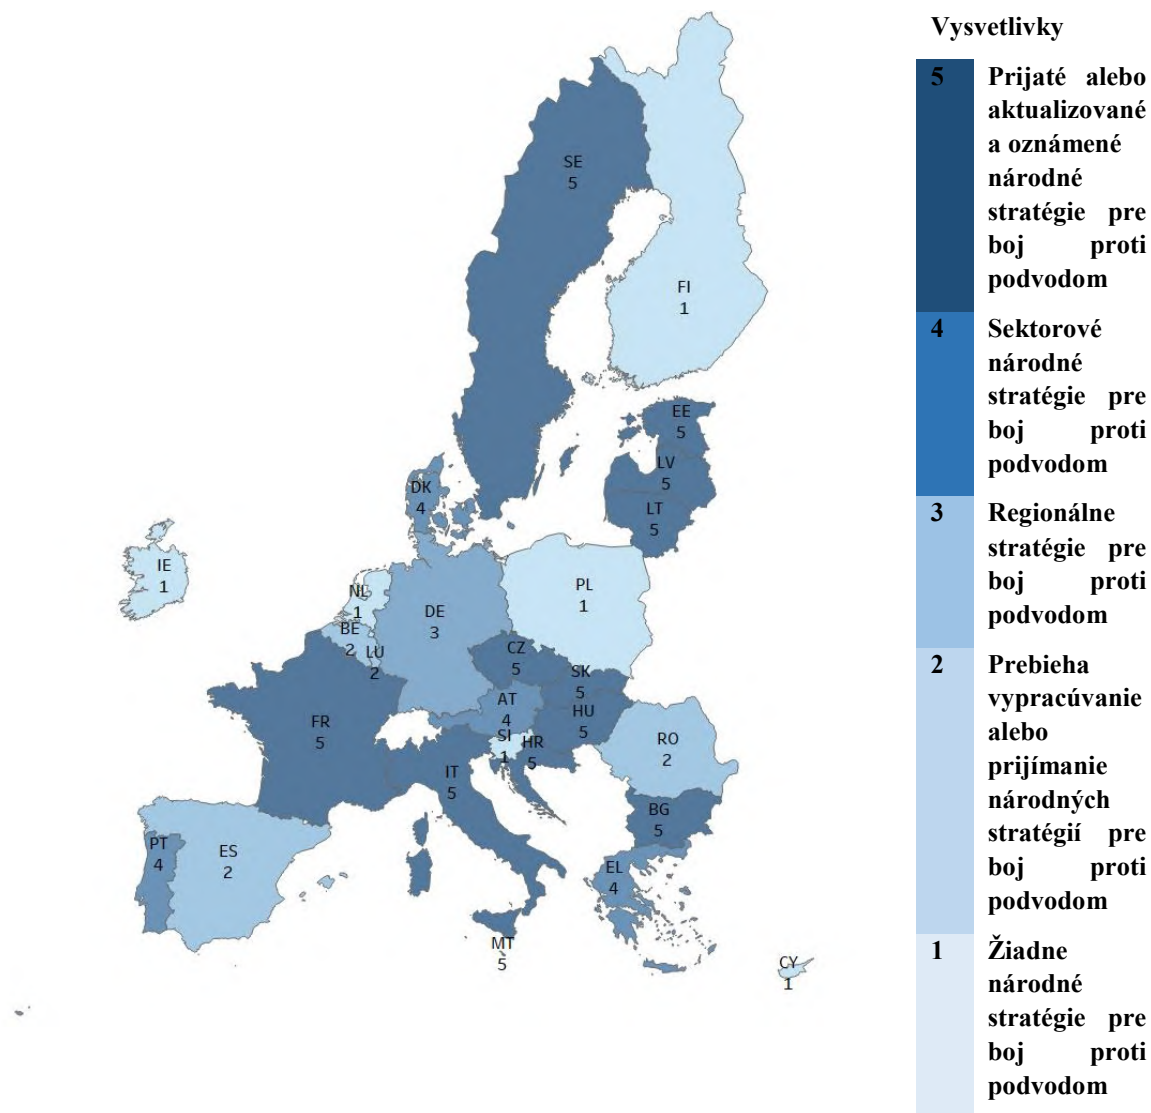 SE
5
FI
1
EE
5
LV
5
LT
5
DK
4
IE
1
NL
1
BE
2
LU
2
DE
3
PL
1
CZ
5
SK
5
AT
4
HU
5
SI
1
HR
5
FR
5
IT
5
RO
2
BG
5
PT
4
ES
2
EL
4
MT
5
CY
1
Vysvetlivky
5 Prijaté alebo
aktualizované
a oznámené
národné
stratégie pre
boj proti
podvodom
4 Sektorové
národné
stratégie pre
boj proti
podvodom
3 Regionálne
stratégie pre
boj proti
podvodom
2 Prebieha
vypracúvanie
alebo
prijímanie
národných
stratégií pre
boj proti
podvodom
1 Žiadne
národné
stratégie pre
boj proti
podvodom